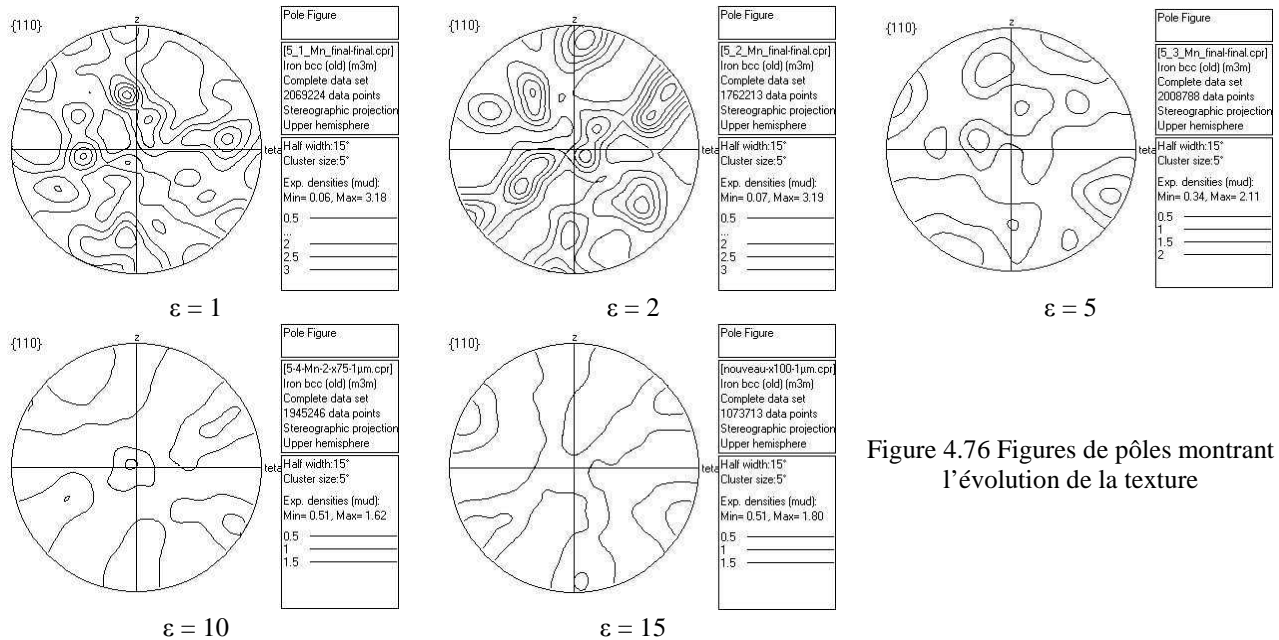 {110}
z
teta
Pole Figure
[5_1_Mn_final-final.cpr]
Iron bcc (old) (m3m)
Complete data set
2069224 data points
Stereographic projection
Upper hemisphere
Half width:15°
Cluster size:5°
Exp. densities (mud):
Min= 0.06, Max= 3.18
0.5
...
2
2.5
3
ε = 1
{110}
z
teta
Pole Figure
[5_2_Mn_final-final.cpr]
Iron bcc (old) (m3m)
Complete data set
1762213 data points
Stereographic projection
Upper hemisphere
Half width:15°
Cluster size:5°
Exp. densities (mud):
Min= 0.07, Max= 3.19
0.5
...
2
2.5
3
ε = 2
{110}
z
teta
Pole Figure
[5_3_Mn_final-final.cpr]
Iron bcc (old) (m3m)
Complete data set
2008788 data points
Stereographic projection
Upper hemisphere
Half width:15°
Cluster size:5°
Exp. densities (mud):
Min= 0.34, Max= 2.11
0.5
1
1.5
2
ε = 5
{110}
z
teta
Pole Figure
[5-4-Mn-2-x75-1µm.cpr]
Iron bcc (old) (m3m)
Complete data set
1945246 data points
Stereographic projection
Upper hemisphere
Half width:15°
Cluster size:5°
Exp. densities (mud):
Min= 0.51, Max= 1.62
0.5
1
1.5
ε = 10
{110}
z
teta
Pole Figure
[nouveau-x100-1µm.cpr]
Iron bcc (old) (m3m)
Complete data set
1073713 data points
Stereographic projection
Upper hemisphere
Half width:15°
Cluster size:5°
Exp. densities (mud):
Min= 0.51, Max= 1.80
0.5
1
1.5
ε = 15
Figure 4.76 Figures de pôles montrant
l’évolution de la texture